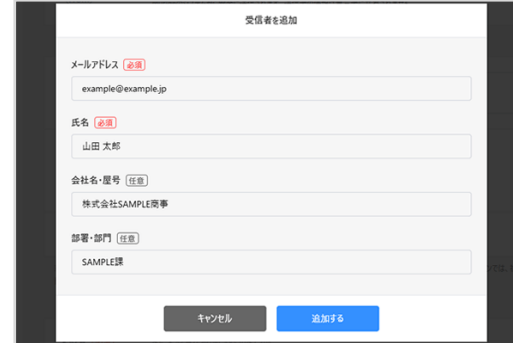 受信者を追加
メールアドレス 必須
example@example.jp
氏名 必須
山田 太郎
会社名・屋号 任意
株式会社SAMPLE商事
部署・部門 任意
SAMPLE課
キャンセル 追加する